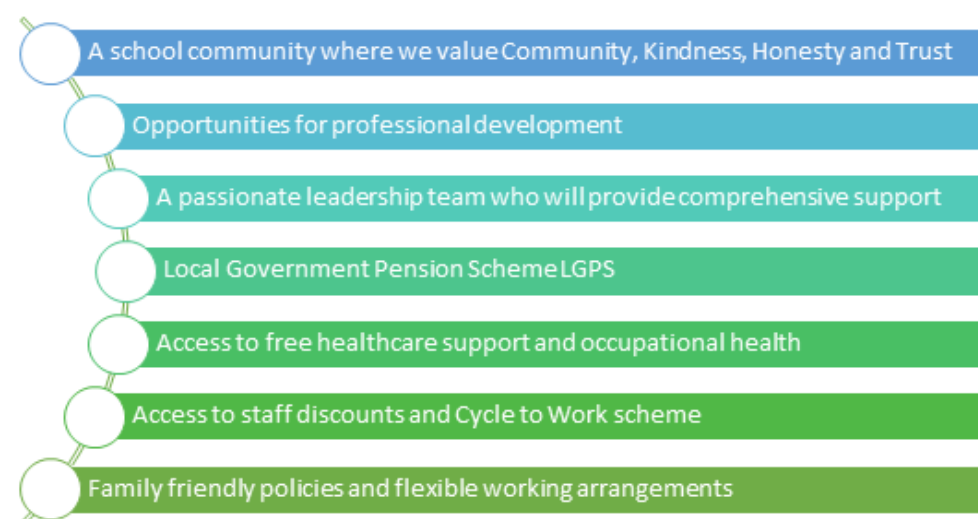 A school community where we value Community, Kindness, Honesty and Trust
Opportunities for professional development
A passionate leadership team who will provide comprehensive support
Local Government Pension Scheme LGPS
Access to free healthcare support and occupational health
Access to staff discounts and Cycle to Work scheme
Family friendly policies and flexible working arrangements